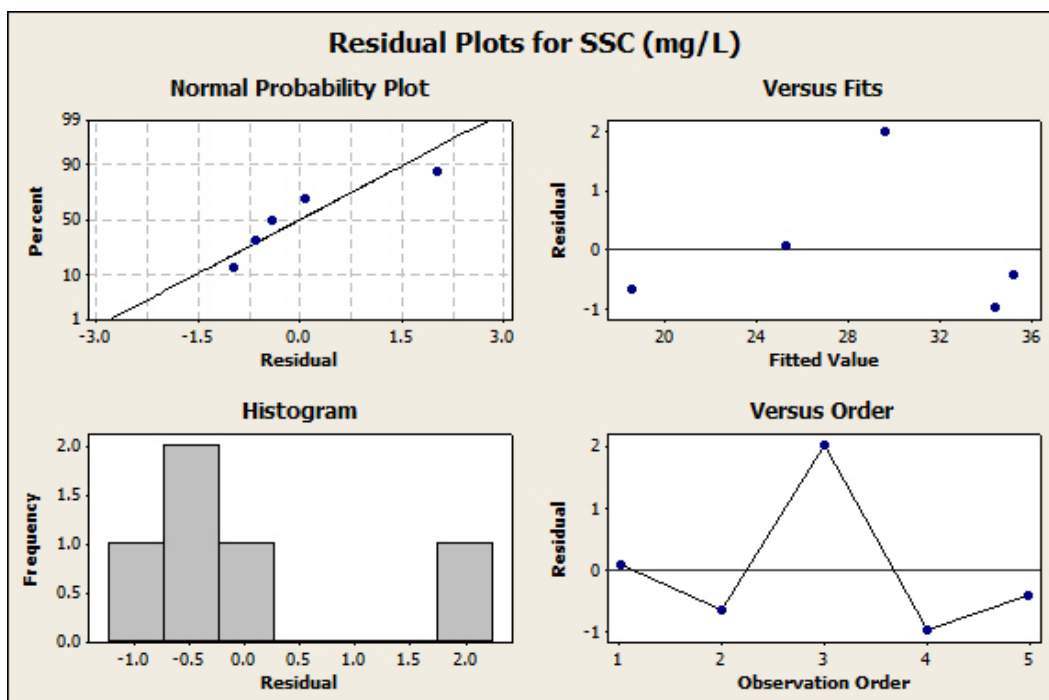 Residual Plots for SSC (mg/L)
Normal Probability Plot
99
90
50
10
1
Percent
-3.0 -1.5 0.0 1.5 3.0
Residual
Versus Fits
2
1
0
-1
Residual
20 24 28 32 36
Fitted Value
Histogram
2.0
1.5
1.0
0.5
0.0
Frequency
-1.0 -0.5 0.0 0.5 1.0 1.5 2.0
Residual
Versus Order
2
1
0
-1
Residual
1 2 3 4 5
Observation Order